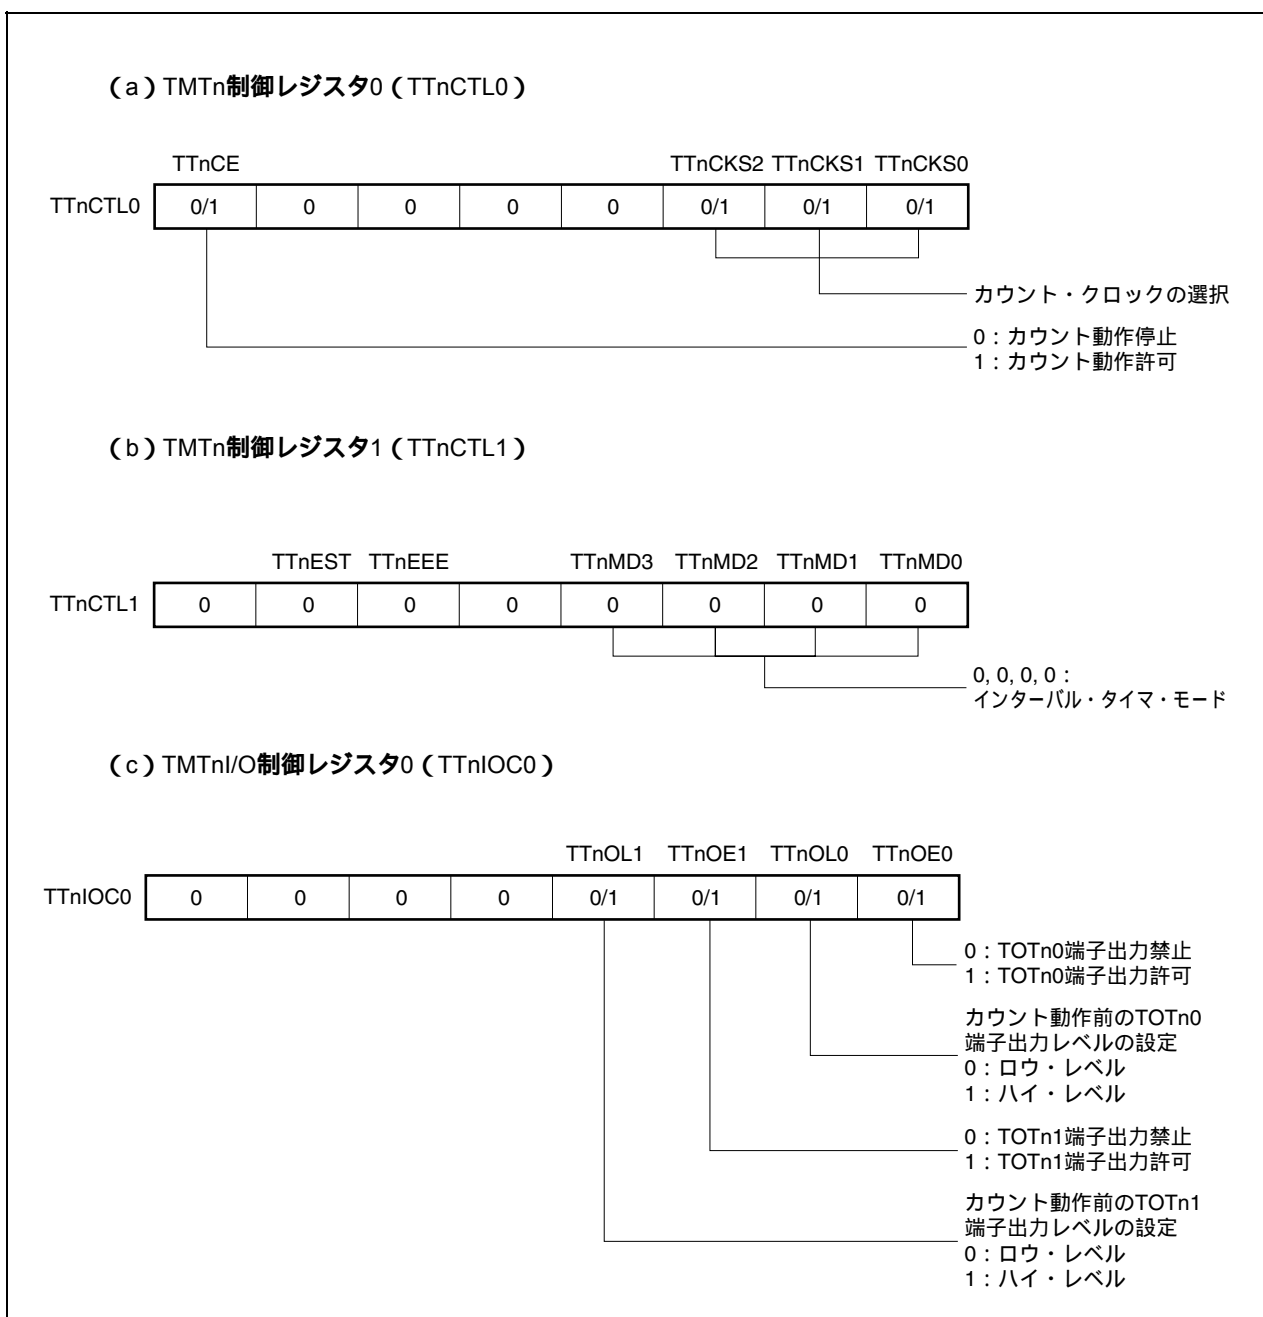 （a）TMTn制御レジスタ0（TTnCTL0）
TTnCE TTnCKS2 TTnCKS1 TTnCKS0
TTnCTL0 0/1 0 0 0 0 0/1 0/1 0/1
カウント・クロックの選択
0：カウント動作停止
1：カウント動作許可
（b）TMTn制御レジスタ1（TTnCTL1）
TTnEST TTnEEE TTnMD3 TTnMD2 TTnMD1 TTnMD0
TTnCTL1 0 0 0 0 0 0 0 0
0, 0, 0, 0：
インターバル・タイマ・モード
（c）TMTnI/O制御レジスタ0（TTnIOC0）
TTnOL1 TTnOE1 TTnOL0 TTnOE0
TTnIOC0 0 0 0 0 0/1 0/1 0/1 0/1
0：TOTn0端子出力禁止
1：TOTn0端子出力許可
カウント動作前のTOTn0
端子出力レベルの設定
0：ロウ・レベル
1：ハイ・レベル
0：TOTn1端子出力禁止
1：TOTn1端子出力許可
カウント動作前のTOTn1
端子出力レベルの設定
0：ロウ・レベル
1：ハイ・レベル